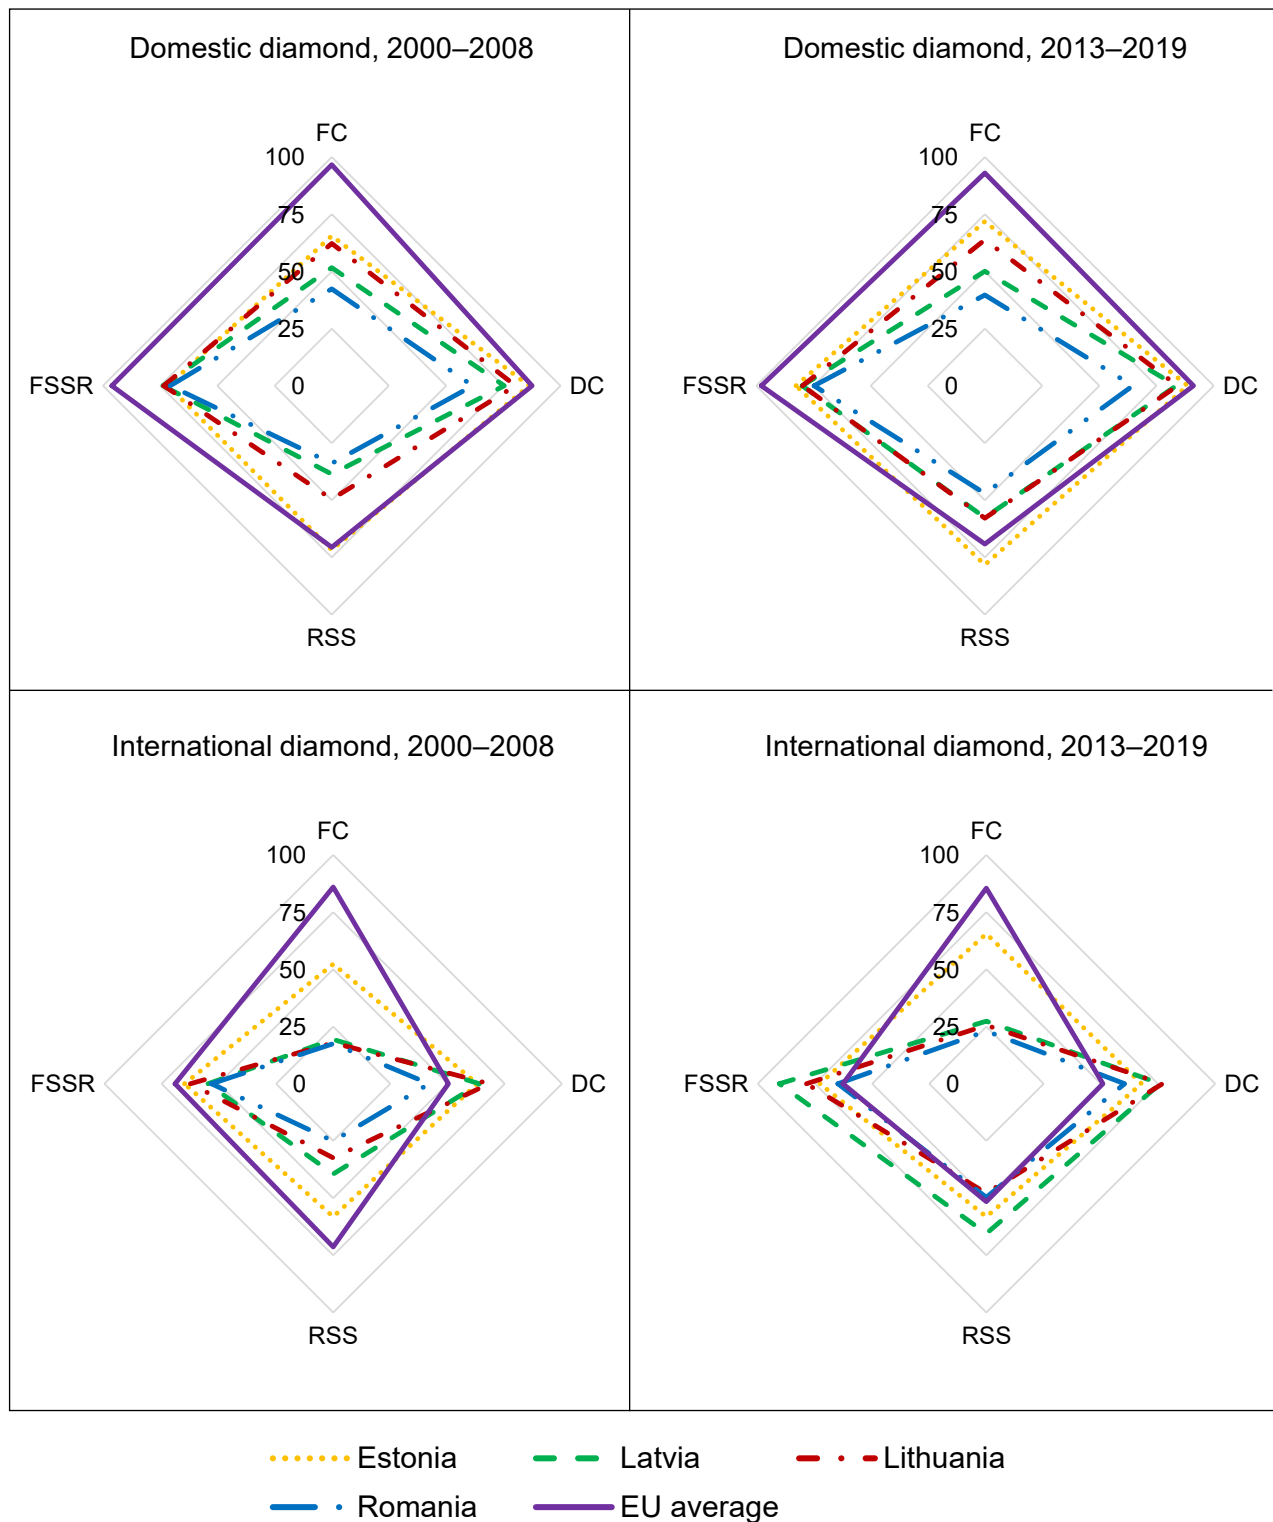 Domestic diamond, 2000–2008
FC
100
75
50
25
0
FSSR
DC
RSS
Domestic diamond, 2013–2019
FC
100
75
50
25
0
FSSR
DC
RSS
International diamond, 2000–2008
FC
100
75
50
25
0
FSSR
DC
RSS
International diamond, 2013–2019
FC
100
75
50
25
0
FSSR
DC
RSS
Estonia Latvia Lithuania
Romania EU average